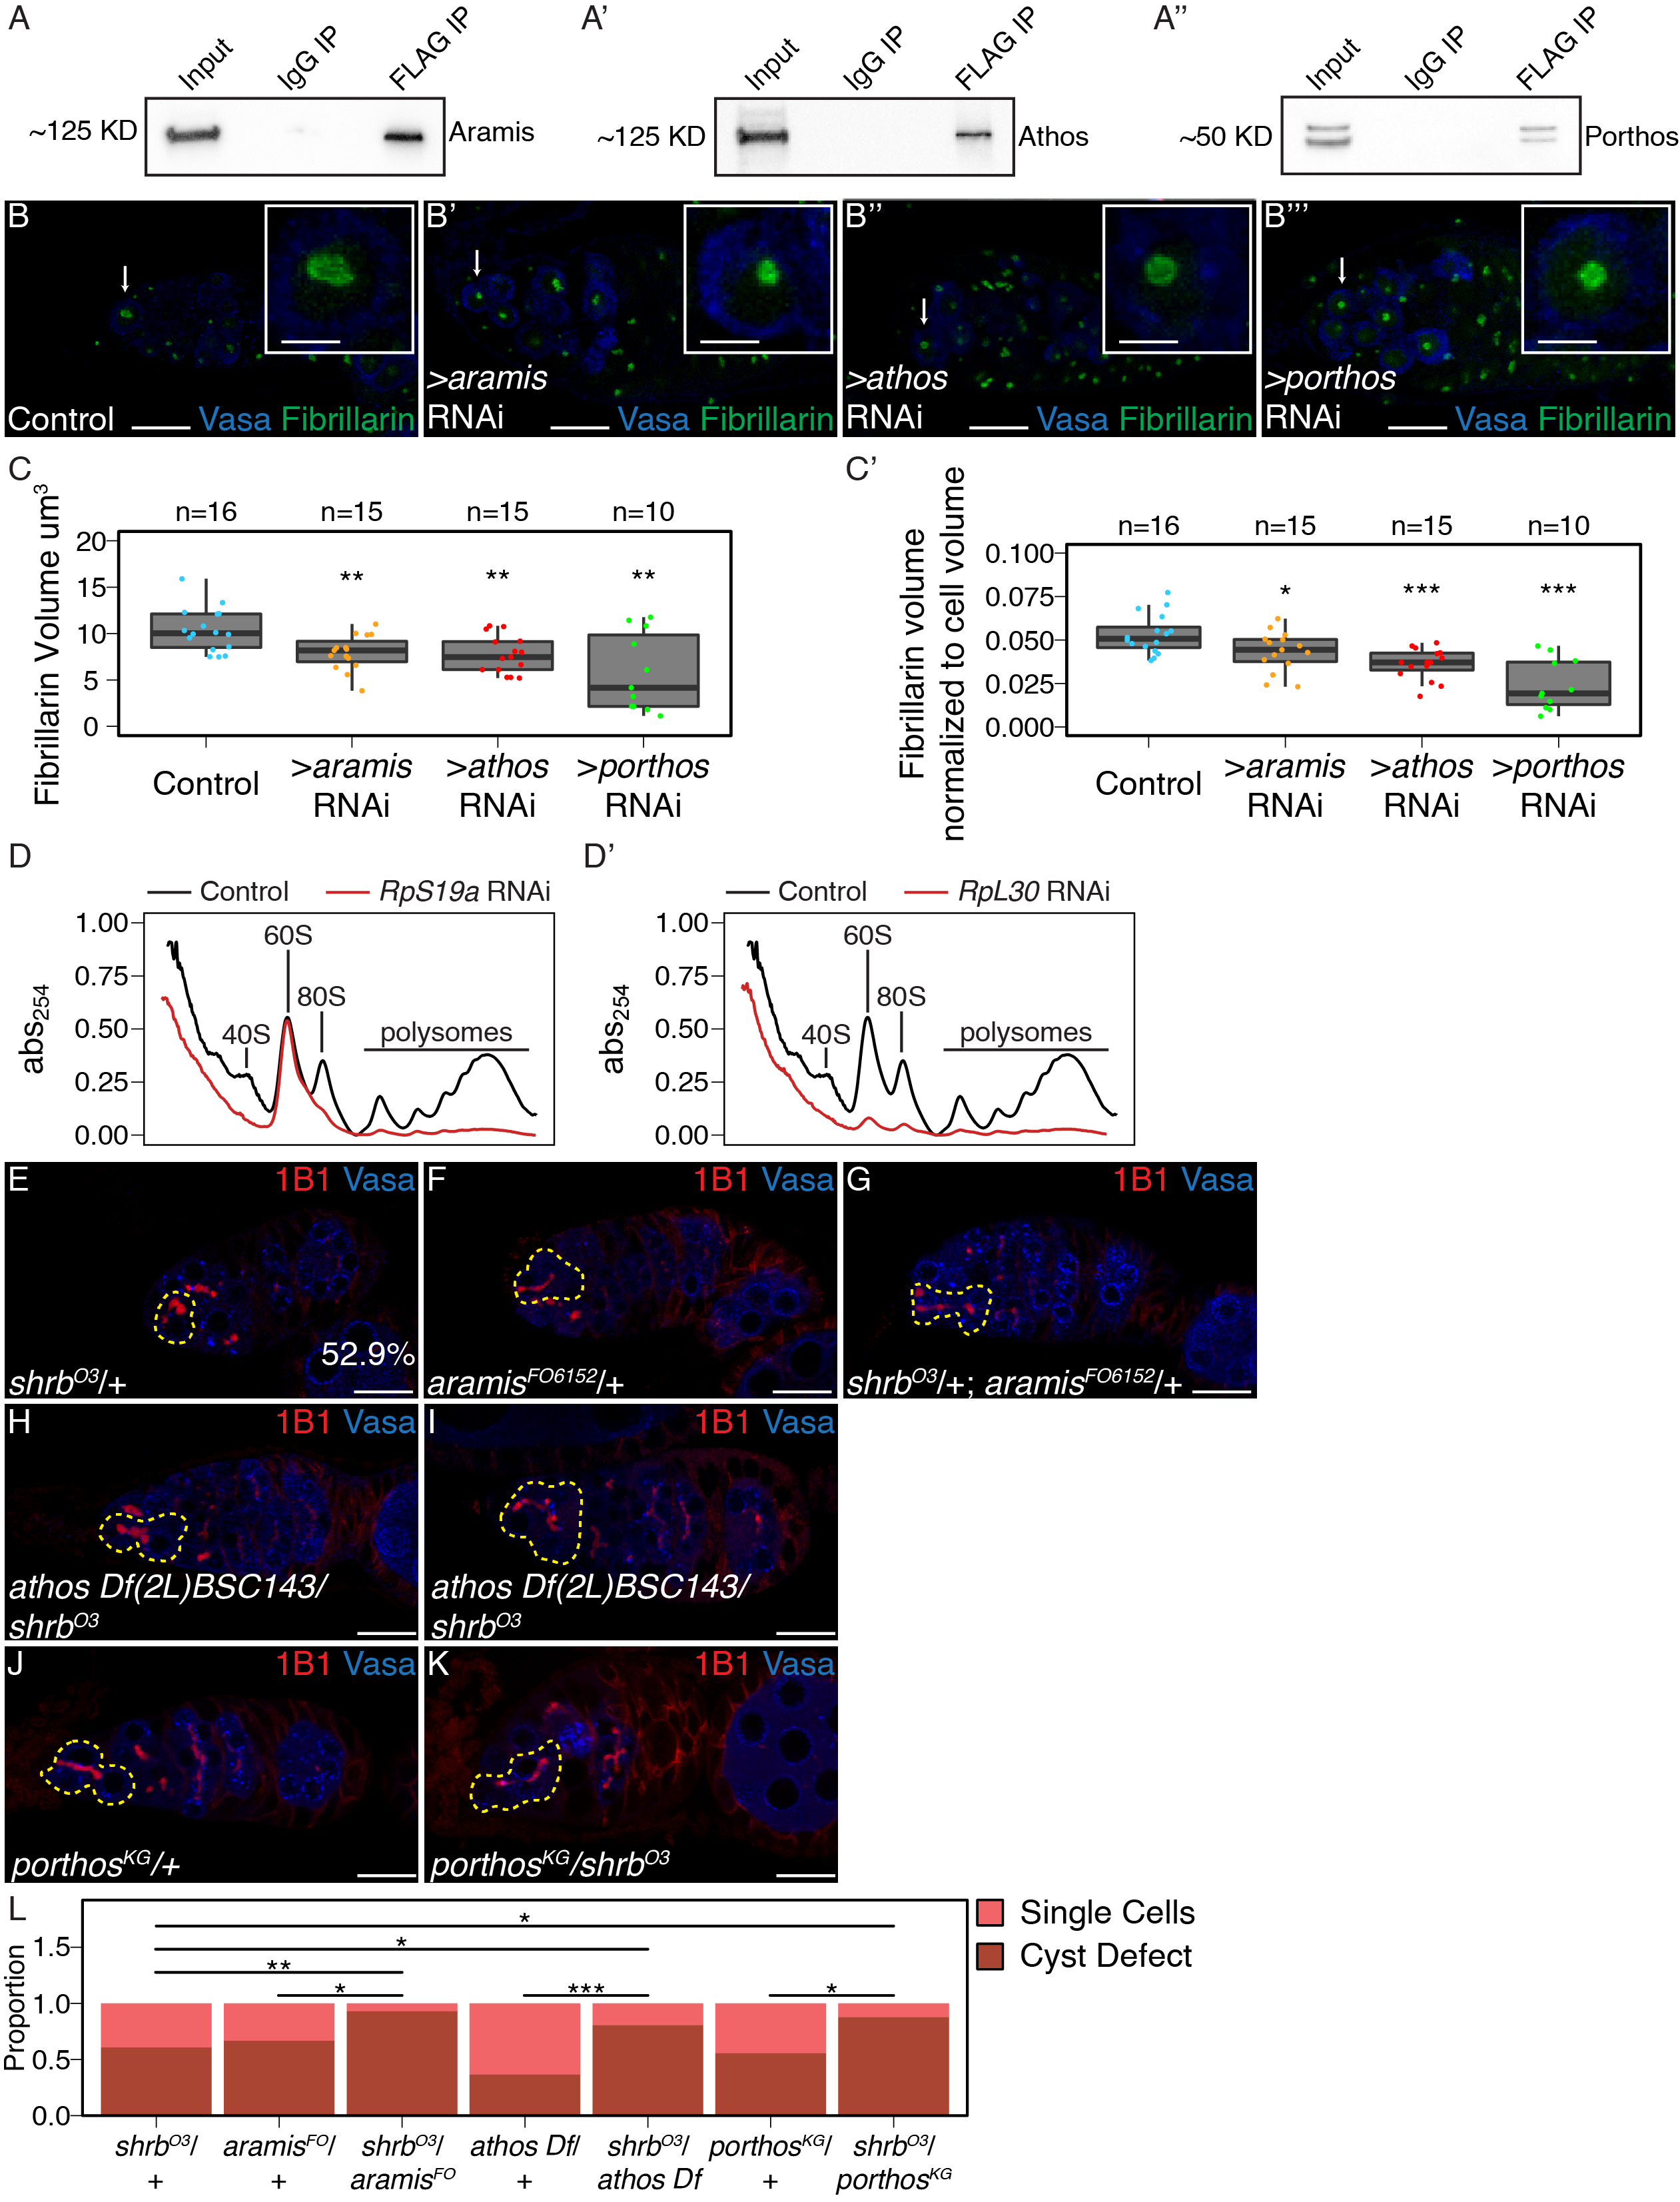 A
Input
IgG IP
FLAG IP
~125 KD
Aramis
A’
Input
IgG IP
FLAG IP
~125 KD
Athos
A’’
Input
IgG IP
FLAG IP
~50 KD
Porthos
B
Control
Vasa Fibrillarin
B’
>aramis
RNAi
Vasa Fibrillarin
B’’
>athos
RNAi
Vasa Fibrillarin
B’’’
>porthos
RNAi
Vasa Fibrillarin
C
Fibrillarin Volume um³
n=16 n=15 n=15 n=10
20
15
10
5
0
** ** **
Control
>aramis
RNAi
>athos
RNAi
>porthos
RNAi
C’
Fibrillarin volume
normalized to cell volume
n=16 n=15 n=15 n=10
0.100
0.075
0.050
0.025
0.000
* *** ***
Control
>aramis
RNAi
>athos
RNAi
>porthos
RNAi
D
Control RpS19a RNAi
abs254
1.00
0.75
0.50
0.25
0.00
40S
60S
80S
polysomes
D’
Control RpL30 RNAi
abs254
1.00
0.75
0.50
0.25
0.00
40S
60S
80S
polysomes
E
1B1 Vasa
52.9%
shrbO3/+
F
1B1 Vasa
aramisFO6152/+
G
1B1 Vasa
shrbO3/+; aramisFO6152/+
H
1B1 Vasa
athos Df(2L)BSC143/
shrbO3
I
1B1 Vasa
athos Df(2L)BSC143/
shrbO3
J
1B1 Vasa
porthosKG/+
K
1B1 Vasa
porthosKG/shrbO3
L
Proportion
1.5
1.0
0.5
0.0
*
*
**
* *** *
Single Cells
Cyst Defect
shrbO3/
+
aramisFO/
+
shrbO3/
aramisFO
athos Df/
+
shrbO3/
athos Df
porthosKG/
+
shrbO3/
porthosKG